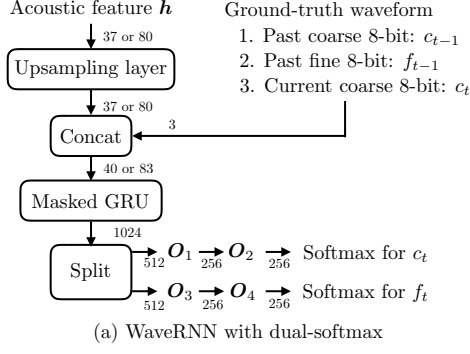 Acoustic feature h
Ground-truth waveform
1. Past coarse 8-bit: c_{t−1}
2. Past fine 8-bit: f_{t−1}
3. Current coarse 8-bit: c_t
37 or 80
Upsampling layer
37 or 80
Concat
3
40 or 83
Masked GRU
1024
Split
512 O_1 256 O_2 256 Softmax for c_t
512 O_3 256 O_4 256 Softmax for f_t
(a) WaveRNN with dual-softmax